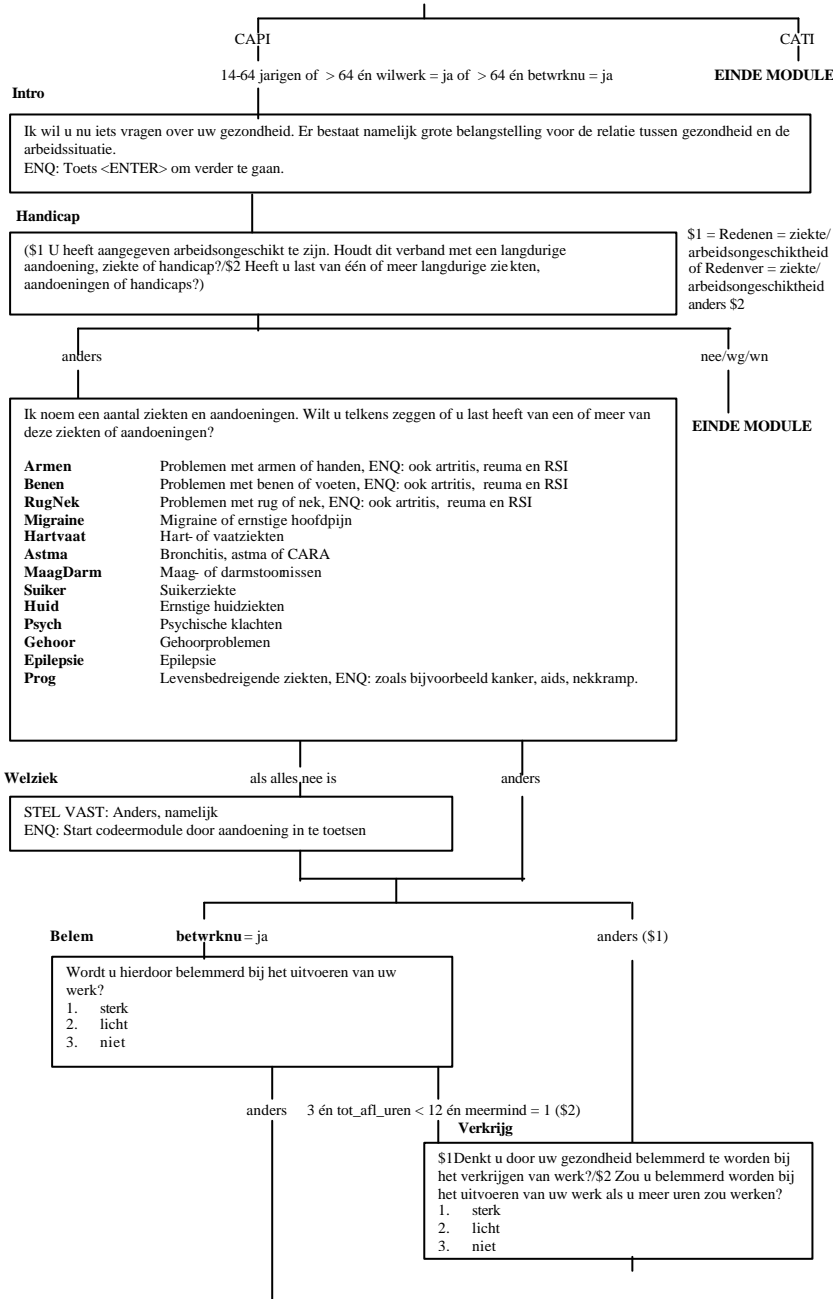 CAPI
CATI
14-64 jarigen of > 64 én wilwerk = ja of > 64 én betwrknu = ja
EINDE MODULE
Intro
Ik wil u nu iets vragen over uw gezondheid. Er bestaat namelijk grote belangstelling voor de relatie tussen gezondheid en de
arbeidssituatie.
ENQ: Toets <ENTER> om verder te gaan.
Handicap
($1 U heeft aangegeven arbeidsongeschikt te zijn. Houdt dit verband met een langdurige
aandoening, ziekte of handicap?/$2 Heeft u last van één of meer langdurige ziekten,
aandoeningen of handicaps?)
$1 = Redenen = ziekte/
arbeidsongeschiktheid
of Redenver = ziekte/
arbeidsongeschiktheid
anders $2
anders
nee/wg/wn
EINDE MODULE
Ik noem een aantal ziekten en aandoeningen. Wilt u telkens zeggen of u last heeft van een of meer van
deze ziekten of aandoeningen?
Armen Problemen met armen of handen, ENQ: ook artritis, reuma en RSI
Benen Problemen met benen of voeten, ENQ: ook artritis, reuma en RSI
RugNek Problemen met rug of nek, ENQ: ook artritis, reuma en RSI
Migraine Migraine of ernstige hoofdpijn
Hartvaat Hart- of vaatziekten
Astma Bronchitis, astma of CARA
MaagDarm Maag- of darmstoornissen
Suiker Suikerziekte
Huid Ernstige huidziekten
Psych Psychische klachten
Gehoor Gehoorproblemen
Epilepsie Epilepsie
Prog Levensbedreigende ziekten, ENQ: zoals bijvoorbeeld kanker, aids, nekkramp.
Welziek
als alles nee is
anders
STEL VAST: Anders, namelijk
ENQ: Start codeermodule door aandoening in te toetsen
Belem
betwrknu = ja
anders ($1)
Wordt u hierdoor belemmerd bij het uitvoeren van uw
werk?
1. sterk
2. licht
3. niet
anders
3 én tot_afl_uren < 12 én meermind = 1 ($2)
Verkrijg
$1Denkt u door uw gezondheid belemmerd te worden bij
het verkrijgen van werk?/$2 Zou u belemmerd worden bij
het uitvoeren van uw werk als u meer uren zou werken?
1. sterk
2. licht
3. niet